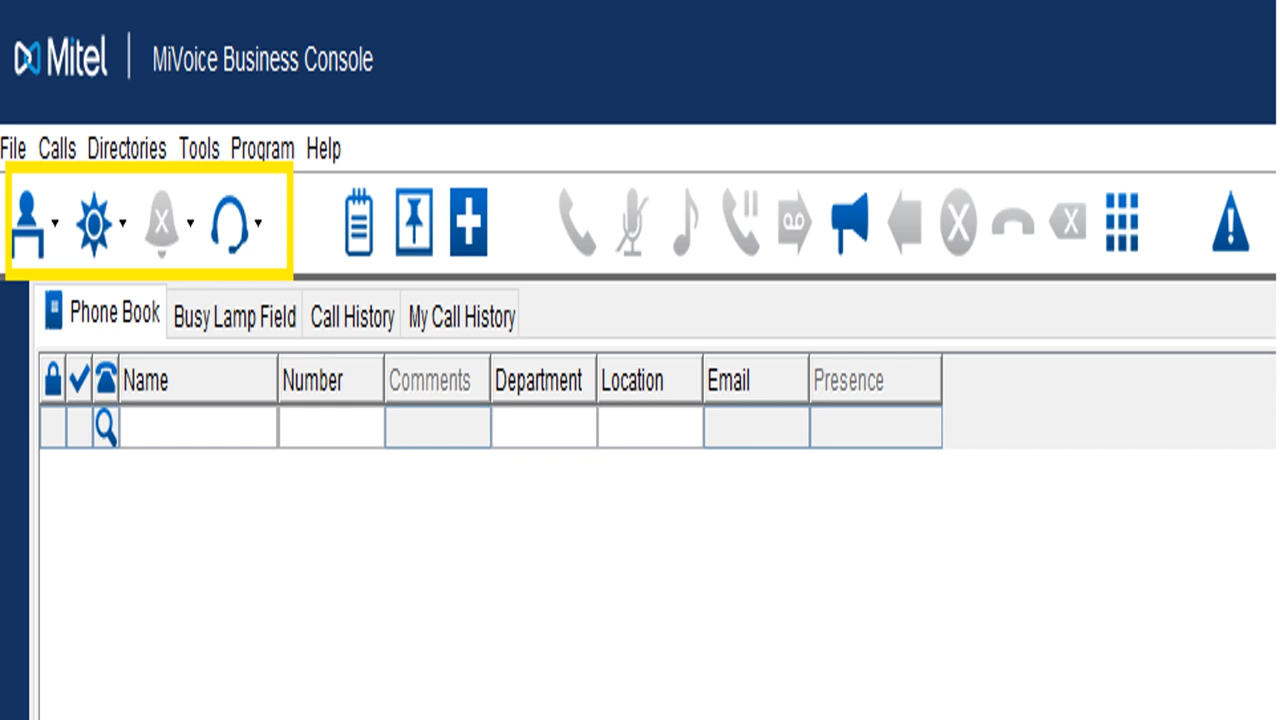 Mitel | MiVoice Business Console
File Calls Directories Tools Program Help
Phone Book Busy Lamp Field Call History My Call History
Name Number Comments Department Location Email Presence